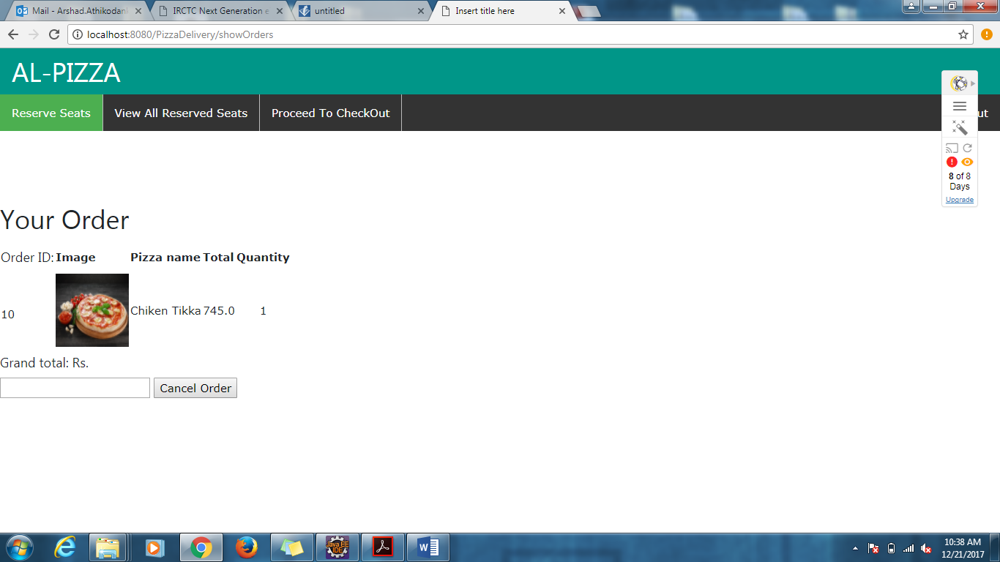 Mail - Arshad.Athikodan
IRCTC Next Generation e
untitled
Insert title here
localhost:8080/PizzaDelivery/showOrders
AL-PIZZA
Reserve Seats
View All Reserved Seats
Proceed To CheckOut
ut
8 of 8
Days
Upgrade
Your Order
Order ID: Image Pizza name Total Quantity
10 Chiken Tikka 745.0 1
Grand total: Rs.
Cancel Order
Java EE
IDE
10:38 AM
12/21/2017